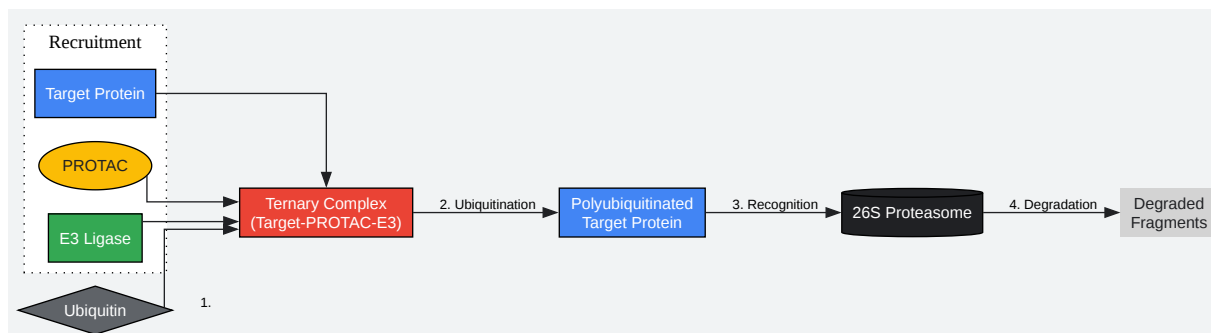 Recruitment
Target Protein
PROTAC
E3 Ligase
Ubiquitin
1.
Ternary Complex
(Target-PROTAC-E3)
2. Ubiquitination
Polyubiquitinated
Target Protein
3. Recognition
26S Proteasome
4. Degradation
Degraded
Fragments